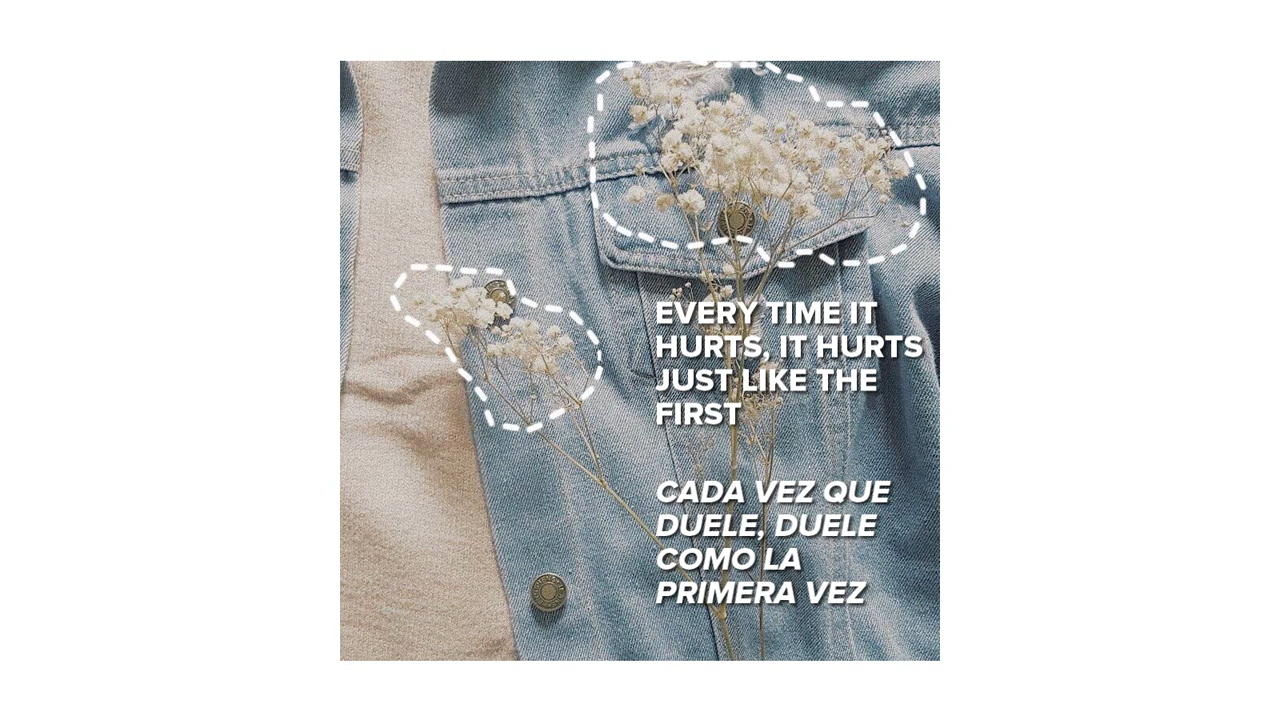 EVERY TIME IT
HURTS, IT HURTS
JUST LIKE THE
FIRST
CADA VEZ QUE
DUELE, DUELE
COMO LA
PRIMERA VEZ